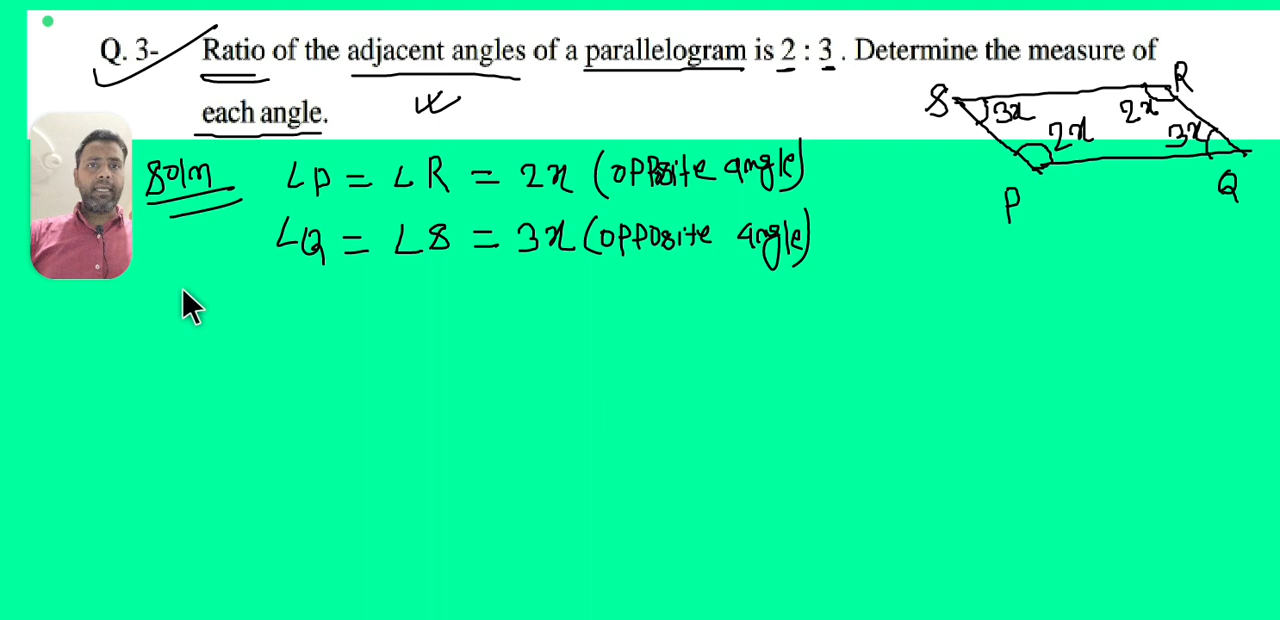 Q. 3- Ratio of the adjacent angles of a parallelogram is 2 : 3 . Determine the measure of
each angle.
S 3x 2x R
2x 3x
P Q
Soln ∠P = ∠R = 2x (opposite angle)
∠Q = ∠S = 3x (opposite angle)